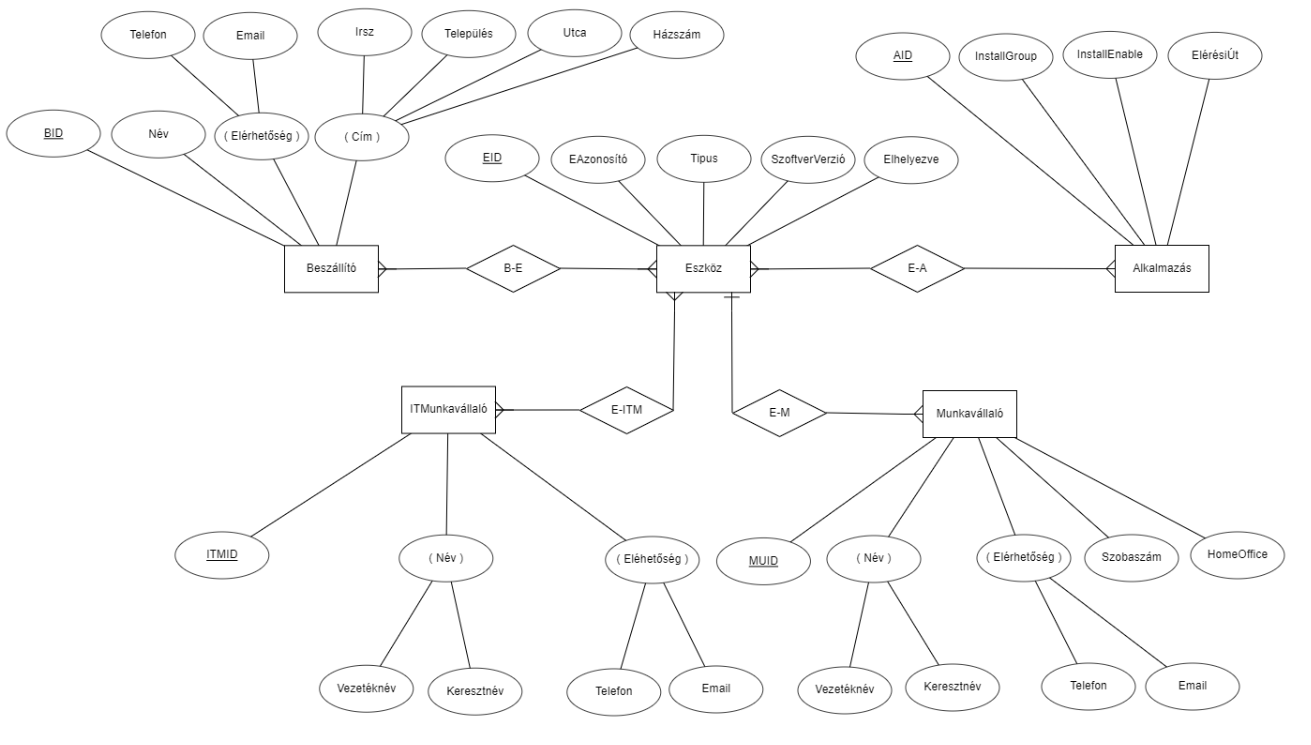 Telefon
Email
Irsz
Település
Utca
Házszám
AID
InstallGroup
InstallEnable
ElérésiÚt
BID
Név
( Elérhetőség )
( Cím )
EID
EAzonosító
Tipus
SzoftverVerzió
Elhelyezve
Beszállító
B-E
Eszköz
E-A
Alkalmazás
ITMunkavállaló
E-ITM
E-M
Munkavállaló
ITMID
( Név )
( Eléhetőség )
MUID
( Név )
( Elérhetőség )
Szobaszám
HomeOffice
Vezetéknév
Keresztnév
Telefon
Email
Vezetéknév
Keresztnév
Telefon
Email